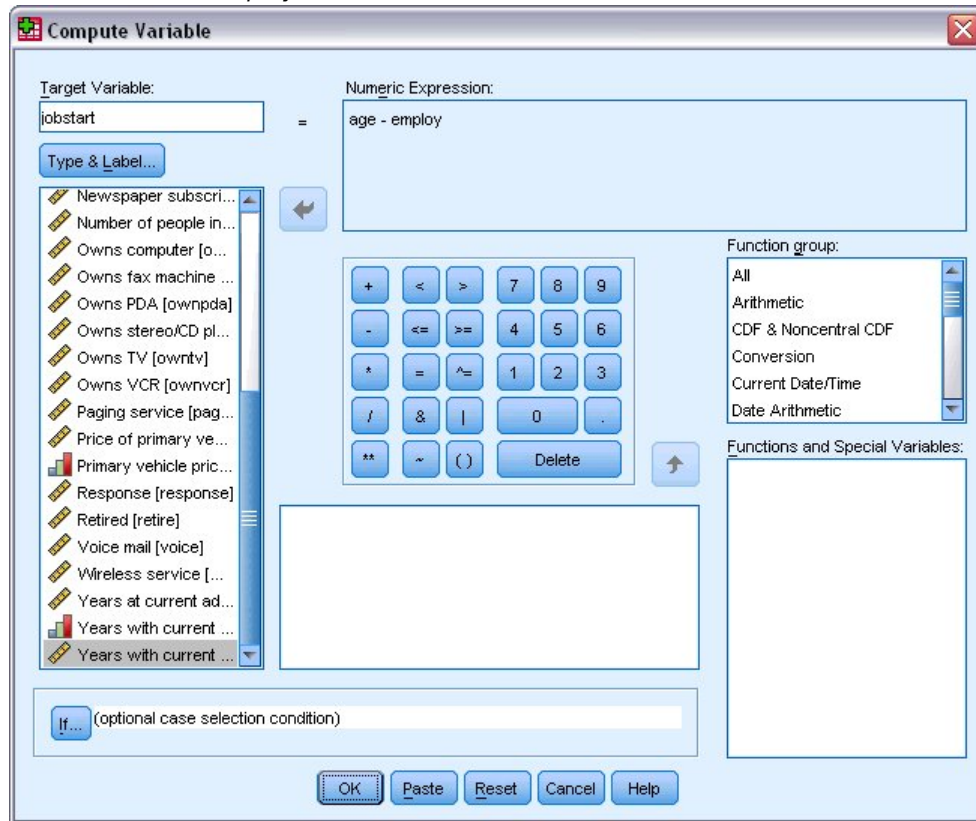 Compute Variable
Target Variable:
jobstart
=
Numeric Expression:
age - employ
Type & Label...
Newspaper subscri...
Number of people in...
Owns computer [o...
Owns fax machine ...
Owns PDA [ownpda]
Owns stereo/CD pl...
Owns TV [owntv]
Owns VCR [ownvcr]
Paging service [pag...
Price of primary ve...
Primary vehicle pric...
Response [response]
Retired [retire]
Voice mail [voice]
Wireless service [...
Years at current ad...
Years with current ...
Years with current ...
+ < > 7 8 9
- <= >= 4 5 6
* = ^= 1 2 3
/ & | 0 .
** ~ ( ) Delete
Function group:
All
Arithmetic
CDF & Noncentral CDF
Conversion
Current Date/Time
Date Arithmetic
Functions and Special Variables:
If... (optional case selection condition)
OK Paste Reset Cancel Help